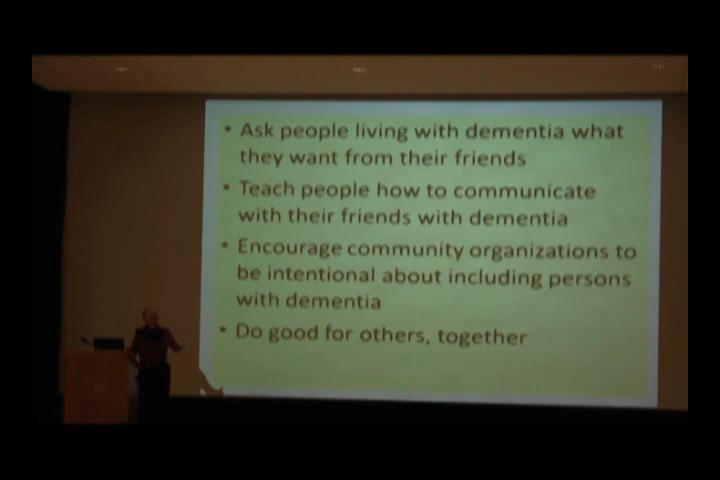 • Ask people living with dementia what
they want from their friends
• Teach people how to communicate
with their friends with dementia
• Encourage community organizations to
be intentional about including persons
with dementia
• Do good for others, together